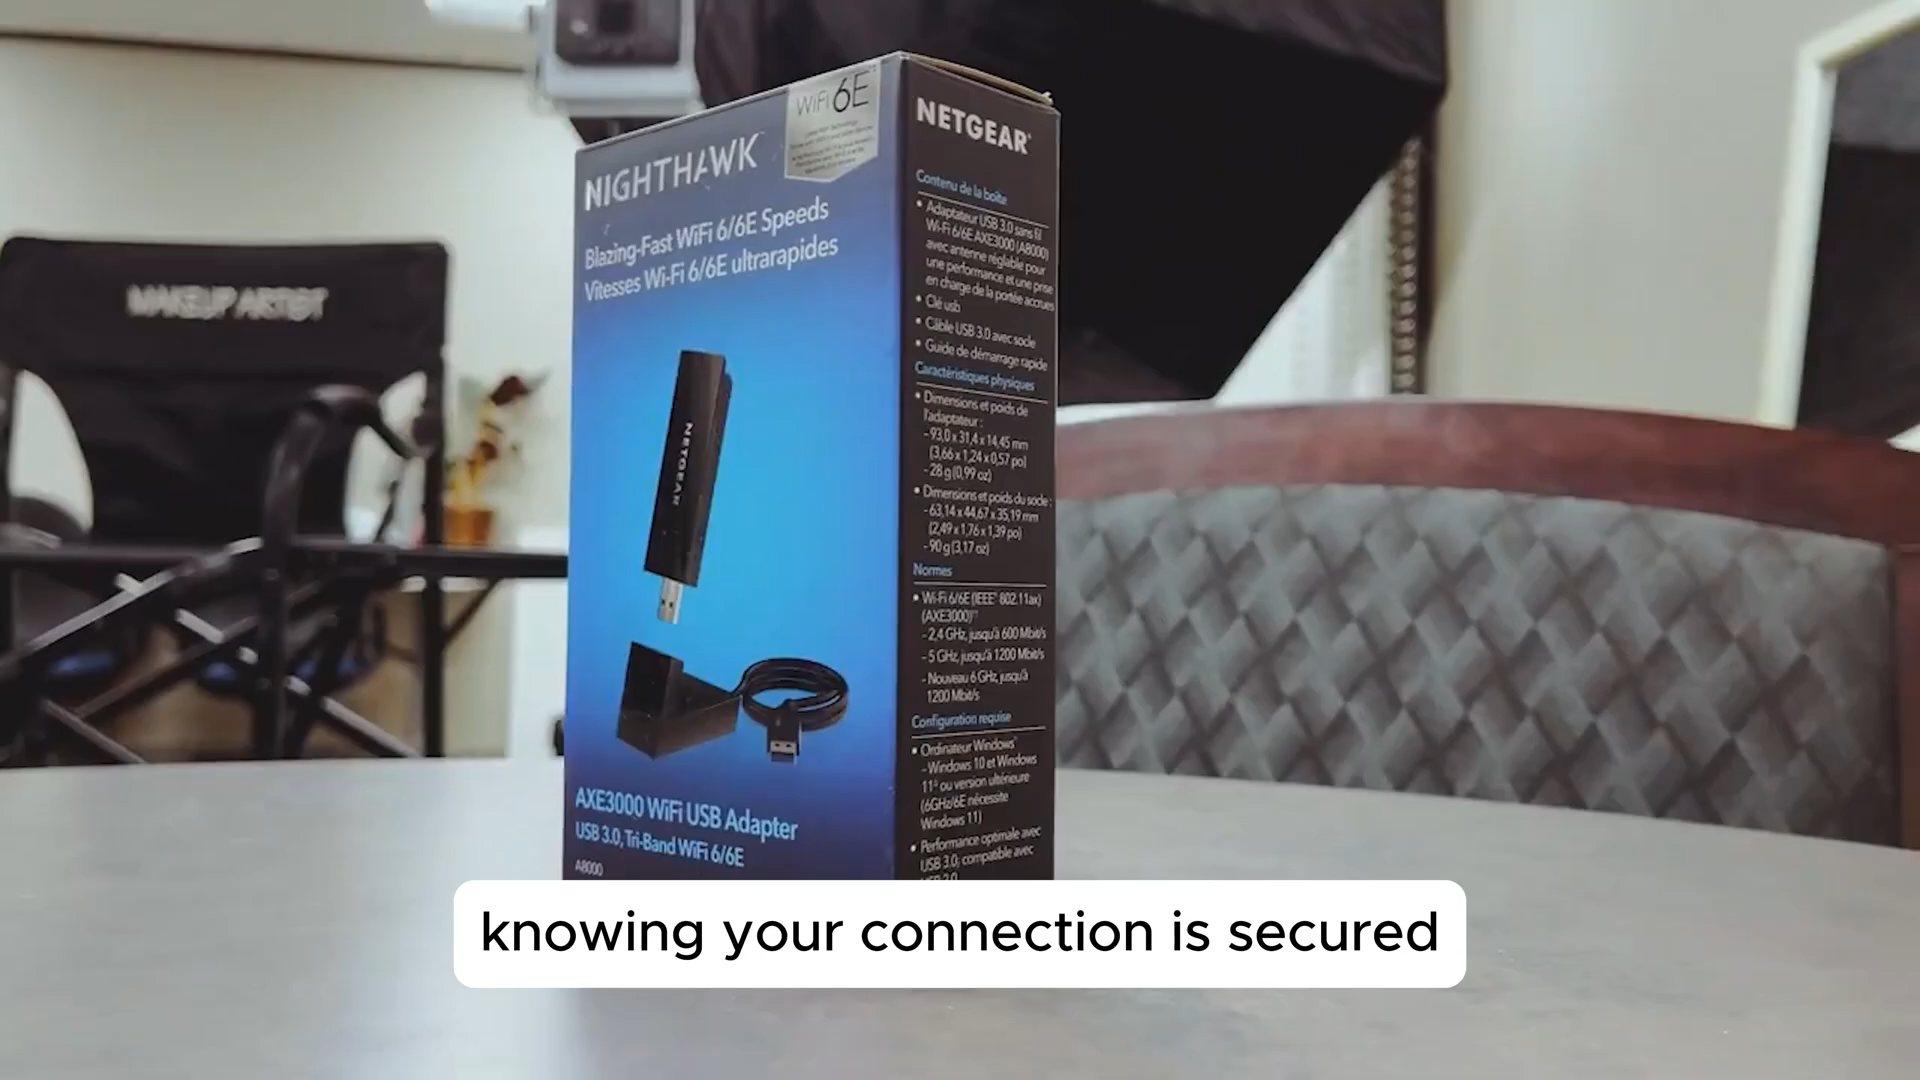 WiFi 6E
NIGHTHAWK
Blazing-Fast WiFi 6/6E Speeds
Vitesses Wi-Fi 6/6E ultrarapides
NETGEAR
AXE3000 WiFi USB Adapter
USB 3.0, Tri-Band WiFi 6/6E
A8000
NETGEAR
Contenu de la boîte
• Adaptateur USB 3.0 sans fil
Wi-Fi 6/6E AXE3000 (A8000)
avec antenne réglable pour
une performance et une prise
en charge de la portée accrues
• Clé usb
• Câble USB 3.0 avec socle
• Guide de démarrage rapide
Caractéristiques physiques
• Dimensions et poids de
l'adaptateur :
- 93,0 x 31,4 x 14,45 mm
(3,66 x 1,24 x 0,57 po)
- 28 g (0,99 oz)
• Dimensions et poids du socle :
- 63,14 x 44,67 x 35,19 mm
(2,49 x 1,76 x 1,39 po)
- 90 g (3,17 oz)
Normes
• Wi-Fi 6/6E (IEEE® 802.11ax)
(AXE3000)
- 2,4 GHz, jusqu'à 600 Mbit/s
- 5 GHz, jusqu'à 1200 Mbit/s
- Nouveau 6 GHz, jusqu'à
1200 Mbit/s
Configuration requise
• Ordinateur Windows
- Windows 10 et Windows
11 ou version ultérieure
(6GHz/6E nécessite
Windows 11)
• Performance optimale avec
USB 3.0; compatible avec
MAKEUP ARTIST
knowing your connection is secured